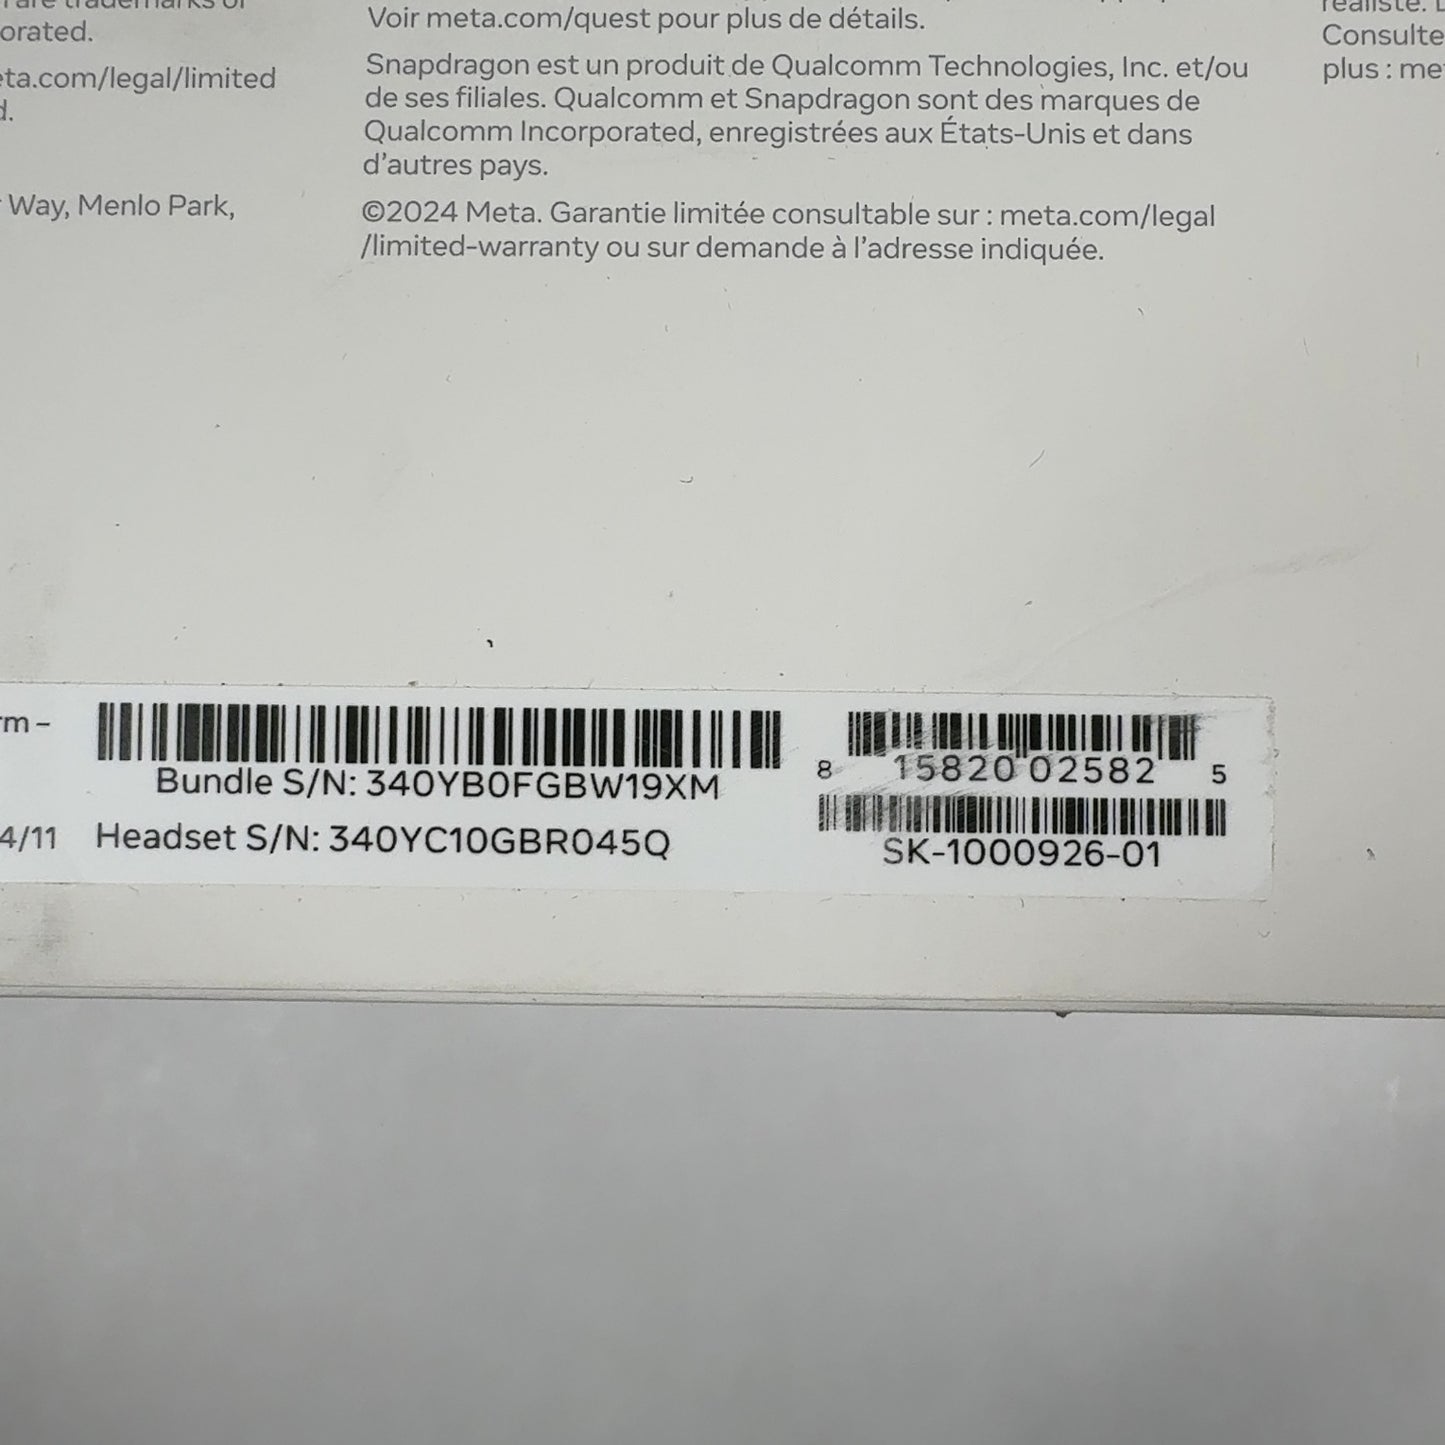 orated.
eta.com/legal/limited
d.
Way, Menlo Park,
Voir meta.com/quest pour plus de détails.
Snapdragon est un produit de Qualcomm Technologies, Inc. et/ou
de ses filiales. Qualcomm et Snapdragon sont des marques de
Qualcomm Incorporated, enregistrées aux États-Unis et dans
d'autres pays.
©2024 Meta. Garantie limitée consultable sur : meta.com/legal
/limited-warranty ou sur demande à l'adresse indiquée.
Consulte
plus : me
rm –
4/11
Bundle S/N: 340YB0FGBW19XM
Headset S/N: 340YC10GBR045Q
8 15820 02582 5
SK-1000926-01